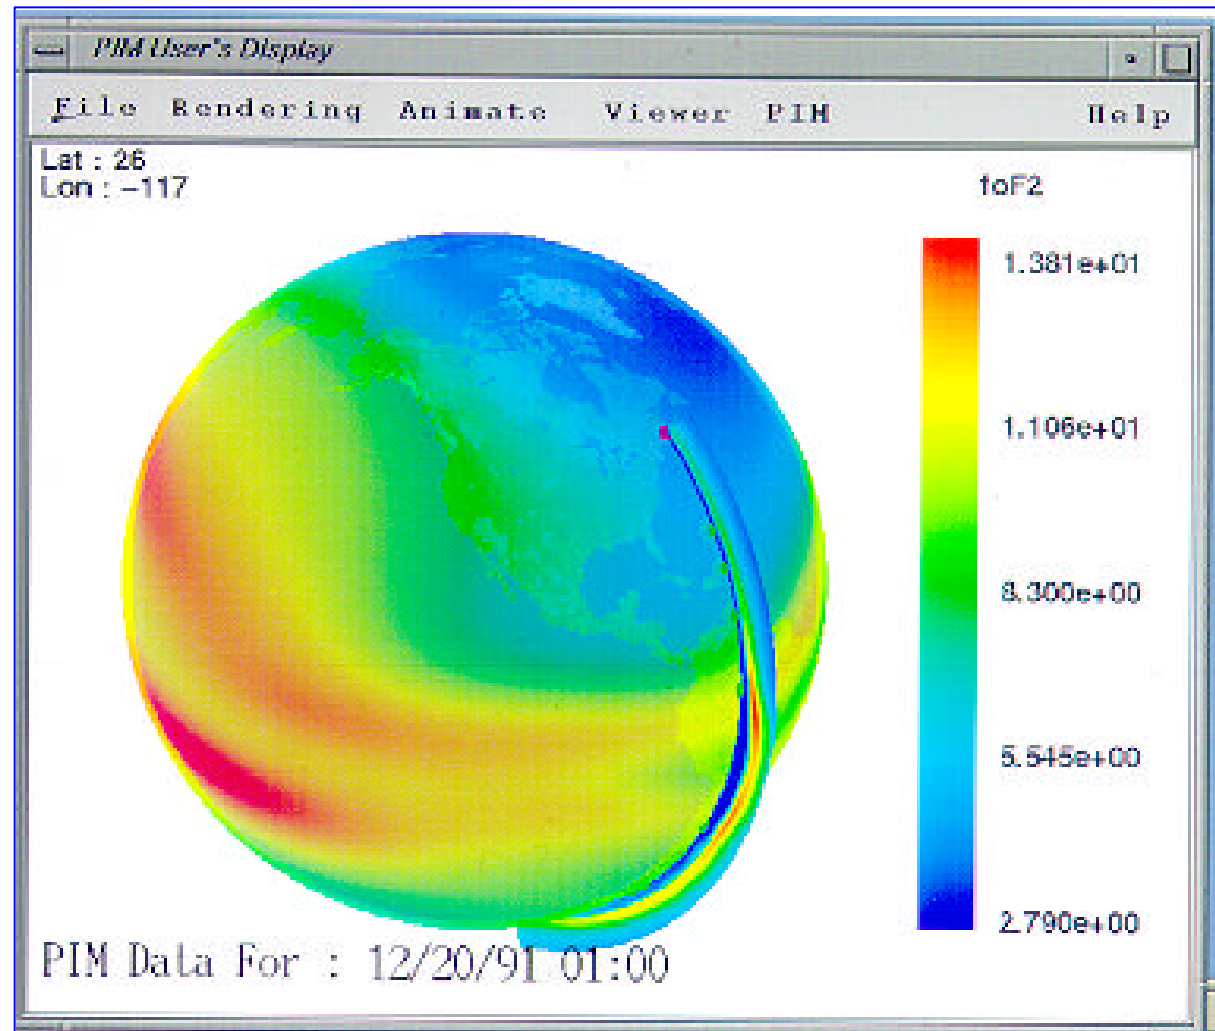 PIM User's Display
File Rendering Animate Viewer PIM Help
Lat : 26
Lon : -117
foF2
1.381e+01
1.106e+01
8.300e+00
5.545e+00
2.790e+00
PIM Data For : 12/20/91 01:00